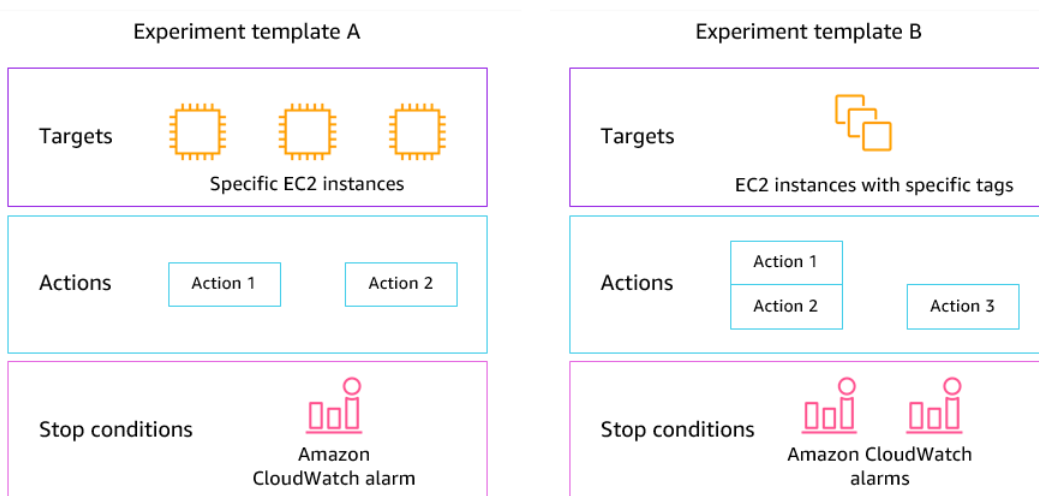 Experiment template A
Targets
Specific EC2 instances
Actions
Action 1
Action 2
Stop conditions
Amazon
CloudWatch alarm
Experiment template B
Targets
EC2 instances with specific tags
Actions
Action 1
Action 2
Action 3
Stop conditions
Amazon CloudWatch
alarms